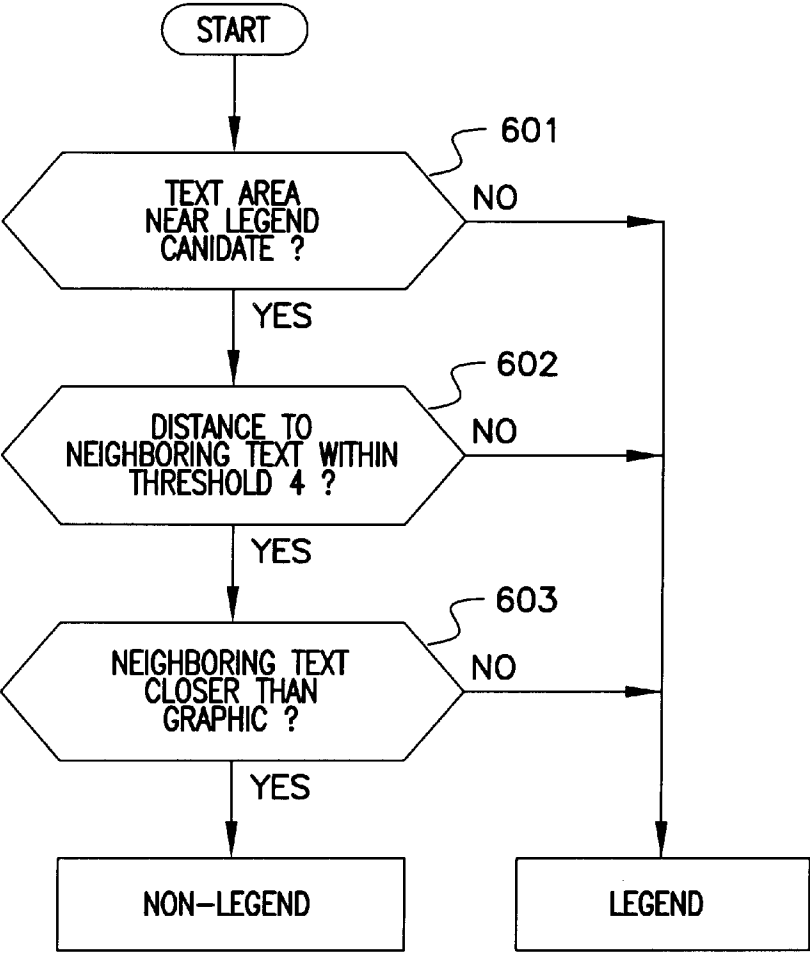 START
601
TEXT AREA
NEAR LEGEND
CANIDATE ?
NO
YES
602
DISTANCE TO
NEIGHBORING TEXT WITHIN
THRESHOLD 4 ?
NO
YES
603
NEIGHBORING TEXT
CLOSER THAN
GRAPHIC ?
NO
YES
NON-LEGEND
LEGEND